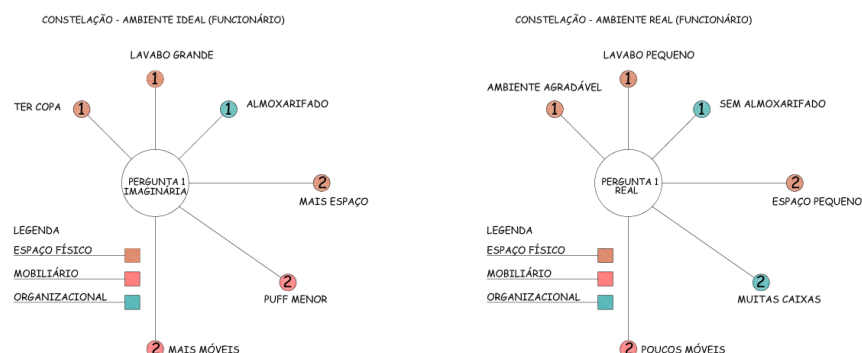 CONSTELAÇÃO - AMBIENTE IDEAL (FUNCIONÁRIO)
LAVABO GRANDE
1
TER COPA
1
1
ALMOXARIFADO
PERGUNTA 1
IMAGINÁRIA
2
MAIS ESPAÇO
LEGENDA
ESPAÇO FÍSICO
MOBILIÁRIO
ORGANIZACIONAL
2
PUFF MENOR
2
MAIS MÓVEIS
CONSTELAÇÃO - AMBIENTE REAL (FUNCIONÁRIO)
LAVABO PEQUENO
1
AMBIENTE AGRADÁVEL
1
1
SEM ALMOXARIFADO
PERGUNTA 1
REAL
2
ESPAÇO PEQUENO
LEGENDA
ESPAÇO FÍSICO
MOBILIÁRIO
ORGANIZACIONAL
2
MUITAS CAIXAS
2
POUCOS MÓVEIS